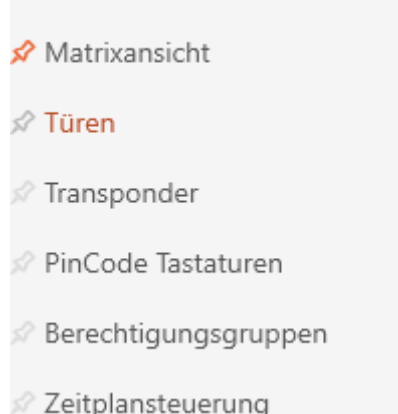 Matrixansicht
Türen
Transponder
PinCode Tastaturen
Berechtigungsgruppen
Zeitplansteuerung